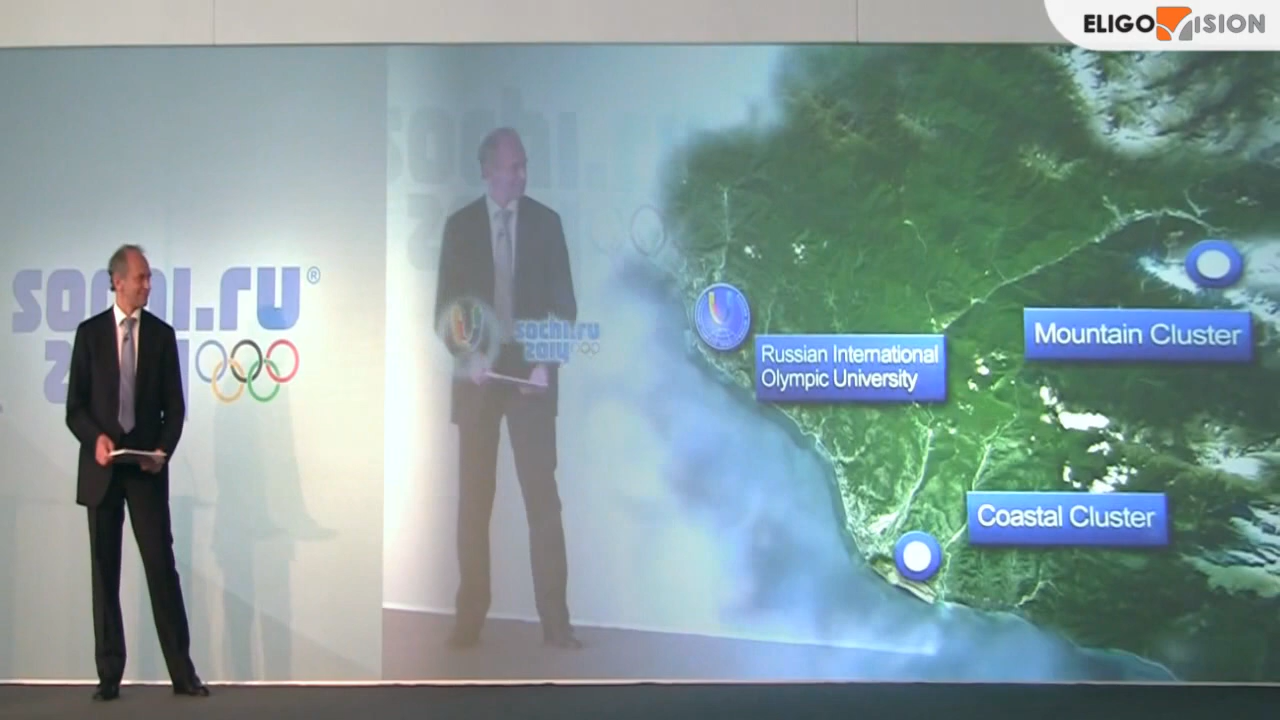 ELIGOVISION
sochi.ru®
2014
sochi.ru
2014
Russian International
Olympic University
Mountain Cluster
Coastal Cluster